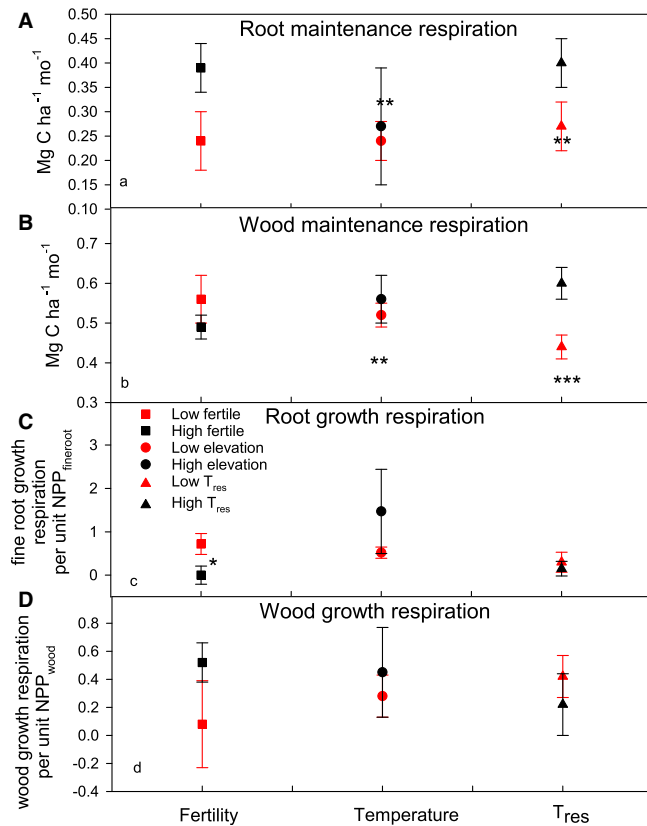 A
Root maintenance respiration
0.50
0.45
0.40
0.35
0.30
0.25
0.20
0.15
0.10
Mg C ha⁻¹ mo⁻¹
**
**
a
B
Wood maintenance respiration
0.7
0.6
0.5
0.4
0.3
Mg C ha⁻¹ mo⁻¹
**
***
b
C
Root growth respiration
Low fertile
High fertile
Low elevation
High elevation
Low Tres
High Tres
3
2
1
0
fine root growth
respiration
per unit NPPfineroot
*
c
D
Wood growth respiration
0.8
0.6
0.4
0.2
0.0
-0.2
-0.4
wood growth respiration
per unit NPPwood
d
Fertility
Temperature
Tres